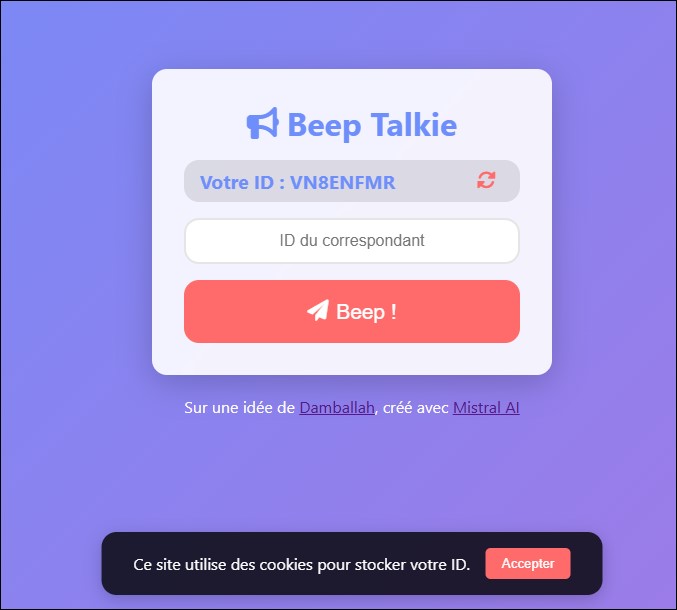 Beep Talkie
Votre ID : VN8ENFMR
ID du correspondant
Beep !
Sur une idée de Damballah, créé avec Mistral AI
Ce site utilise des cookies pour stocker votre ID. Accepter